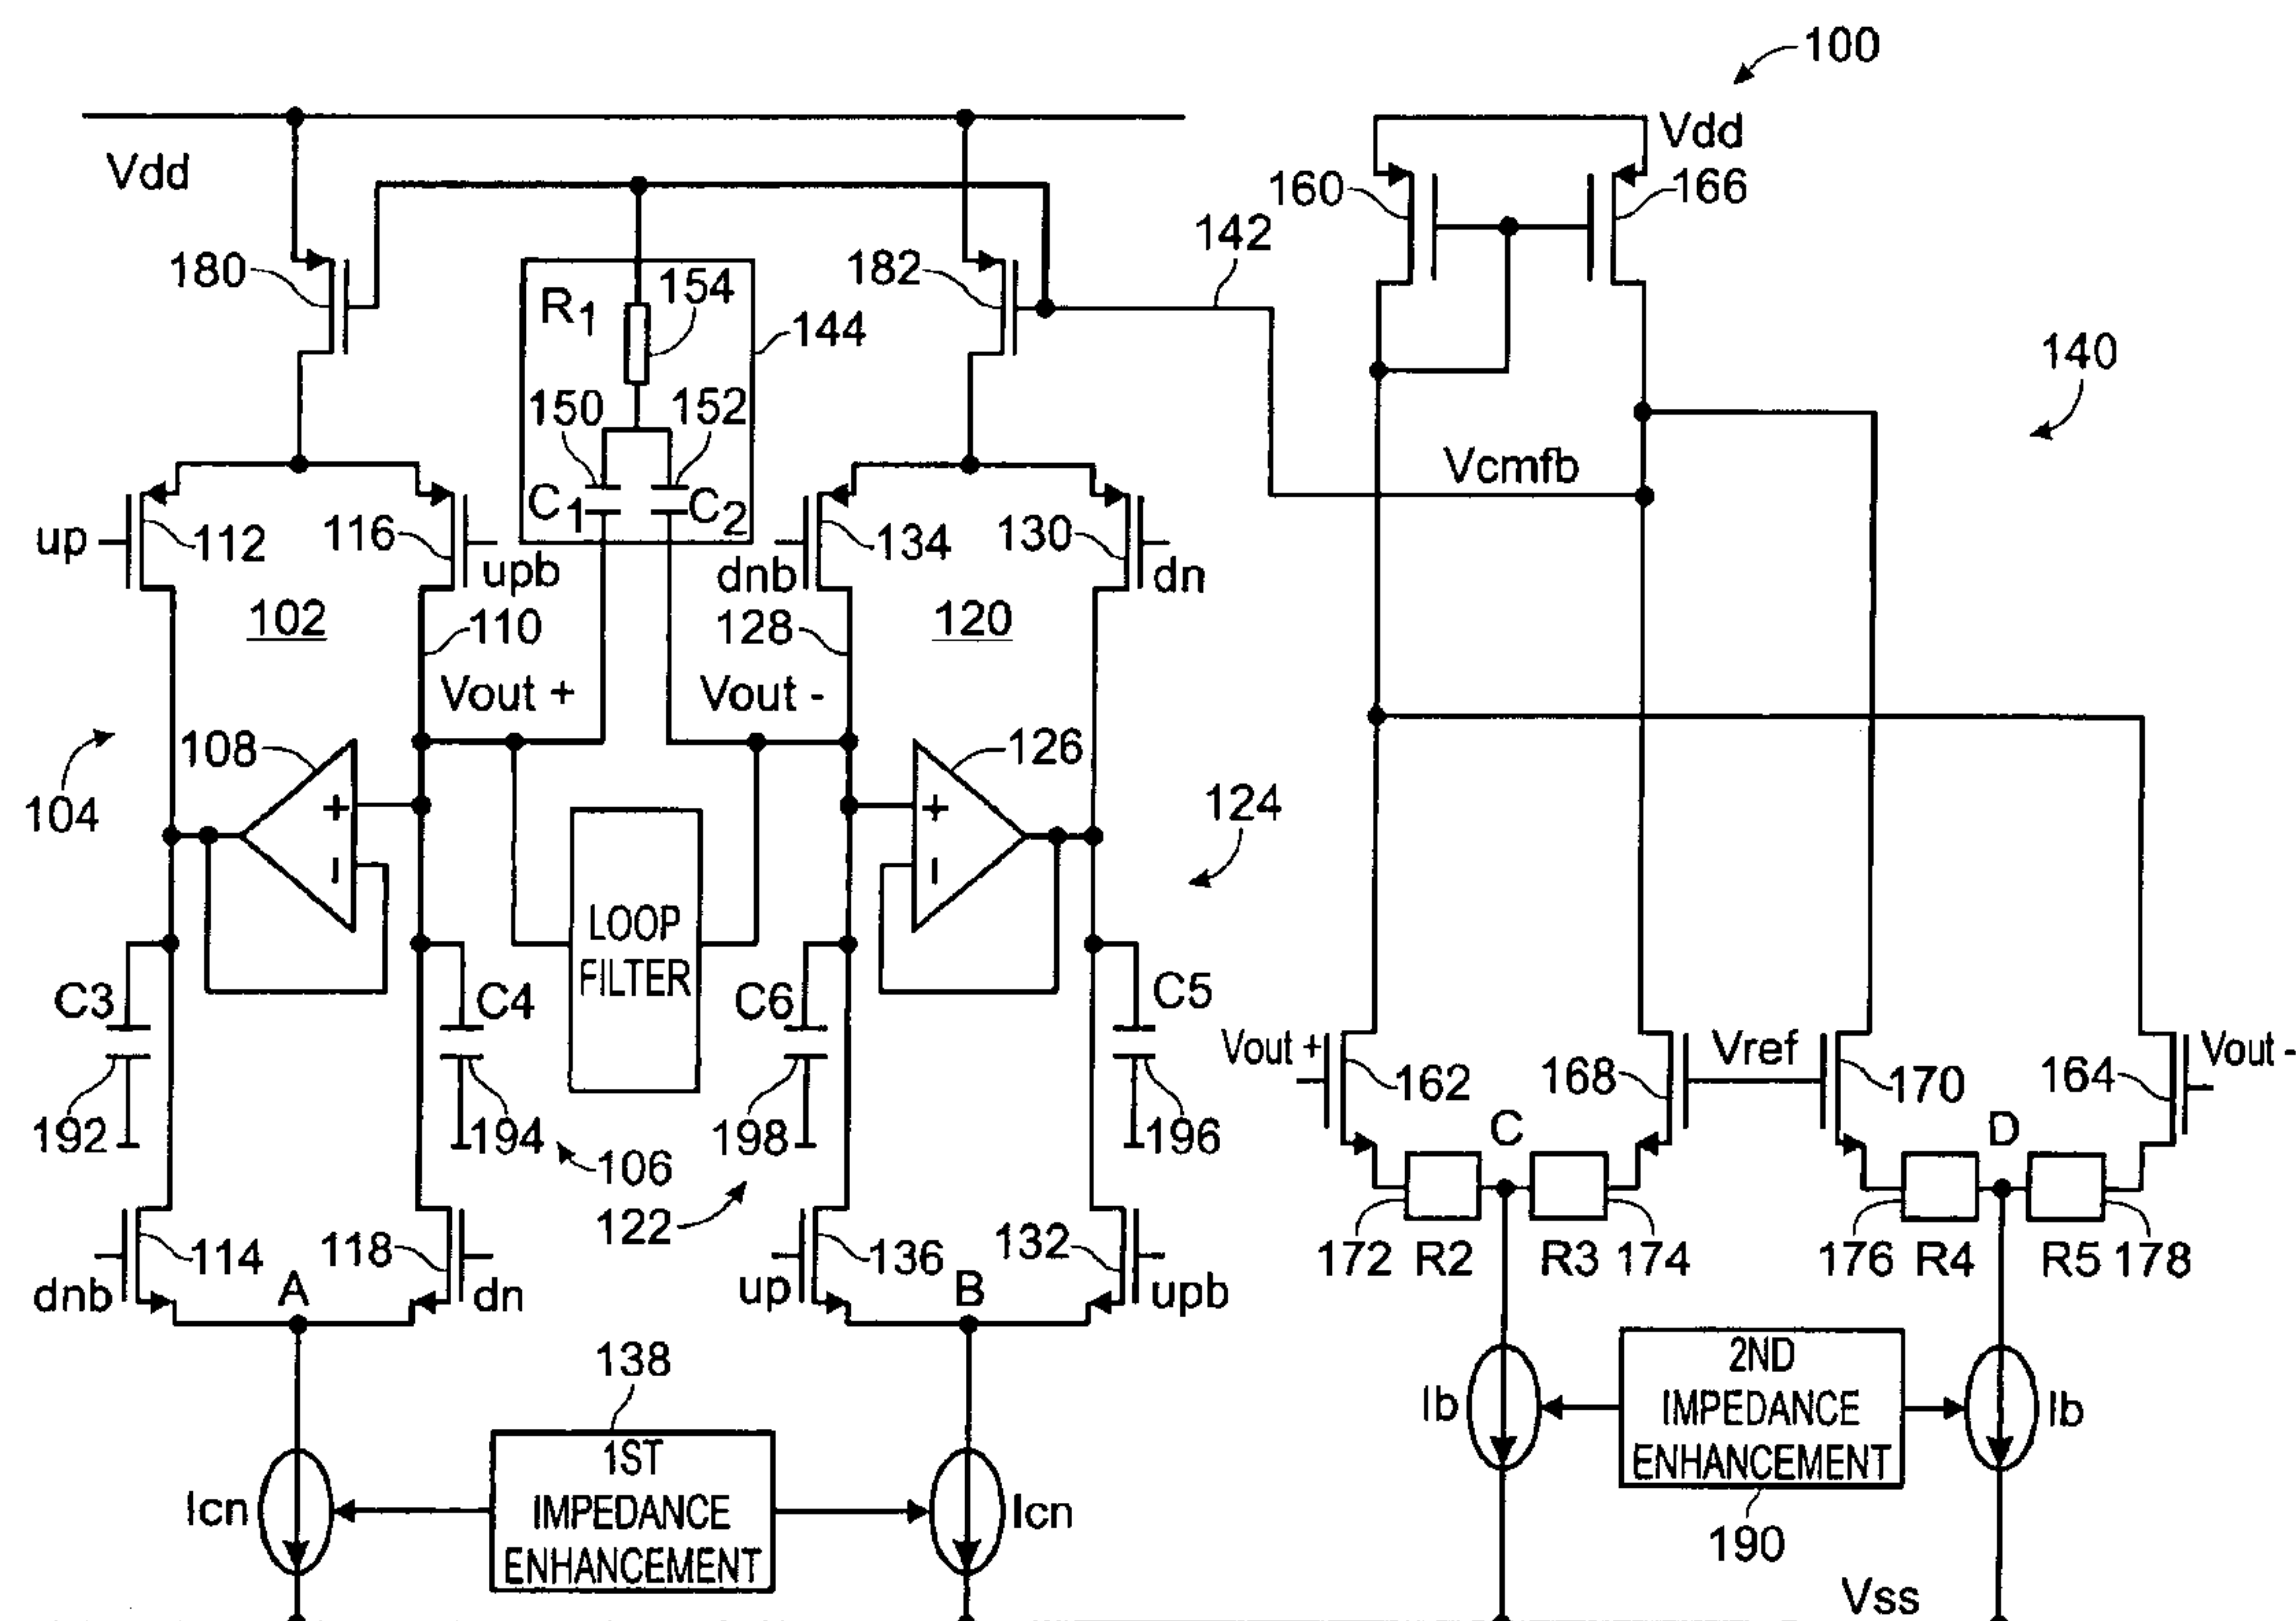 100
Vdd
Vdd
160
166
142
180
182
R1
154
144
140
150
152
Vcmfb
C1
C2
up
112
116
upb
134
dnb
130
dn
102
110
128
120
Vout +
Vout -
104
108
+
-
126
+
-
124
LOOP
FILTER
C3
C4
C6
C5
192
194
106
198
196
122
Vout +
162
168
Vref
170
164
Vout -
C
D
172
R2
R3
174
176
R4
R5
178
114
118
dnb
A
dn
136
132
up
B
upb
138
1ST
IMPEDANCE
ENHANCEMENT
Icn
Icn
Ib
2ND
IMPEDANCE
ENHANCEMENT
Ib
190
Vss